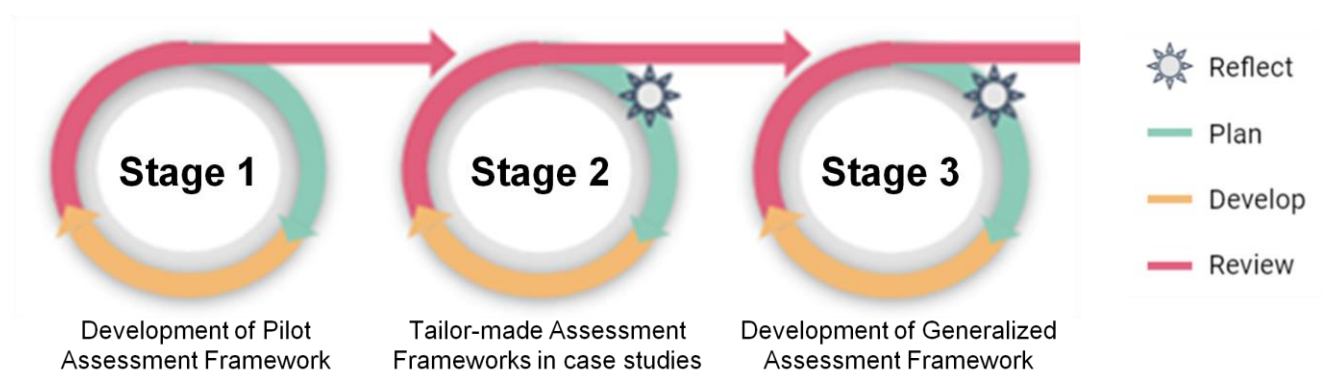 Stage 1
Stage 2
Stage 3
Development of Pilot
Assessment Framework
Tailor-made Assessment
Frameworks in case studies
Development of Generalized
Assessment Framework
Reflect
Plan
Develop
Review